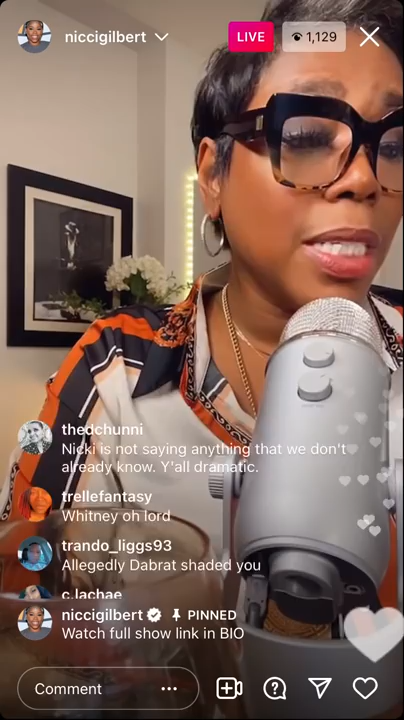 niccigilbert
LIVE
1,129
thedchunni
Nicki is not saying anything that we don't
already know. Y'all dramatic.
trellefantasy
Whitney oh lord
trando_liggs93
Allegedly Dabrat shaded you
c.lachae
niccigilbert PINNED
Watch full show link in BIO
Comment